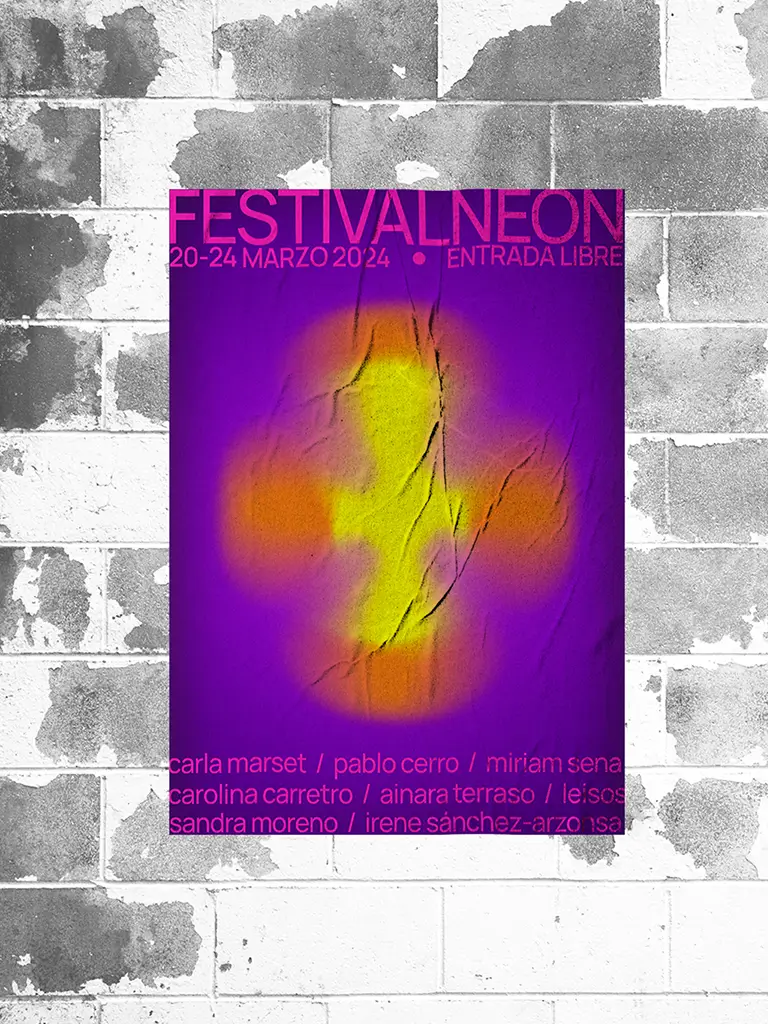 FESTIVALNEON
20-24 MARZO 2024 • ENTRADA LIBRE
carla marset / pablo cerro / miriam sena
carolina carretro / ainara terraso / leisos
sandra moreno / irene sánchez-arzonsa